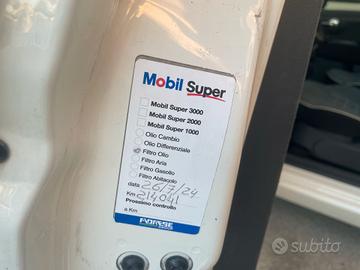 Mobil Super
Mobil Super 3000
Mobil Super 2000
Mobil Super 1000
Olio Cambio
Olio Differenziale
Filtro Olio
Filtro Aria
Filtro Gasolio
Filtro Abitacolo
data 26/7/24
Km 214041
Prossimo controllo
a Km
subito